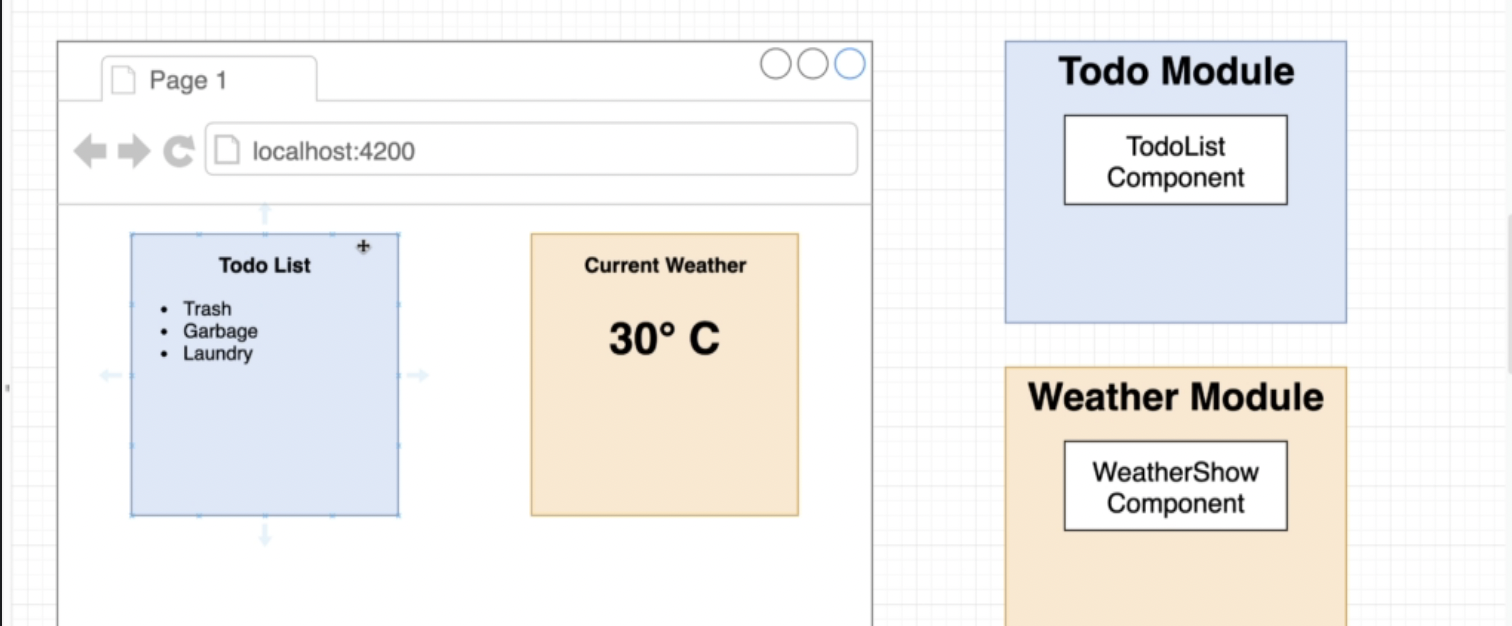 Page 1
localhost:4200
Todo List
• Trash
• Garbage
• Laundry
Current Weather
30° C
Todo Module
TodoList
Component
Weather Module
WeatherShow
Component